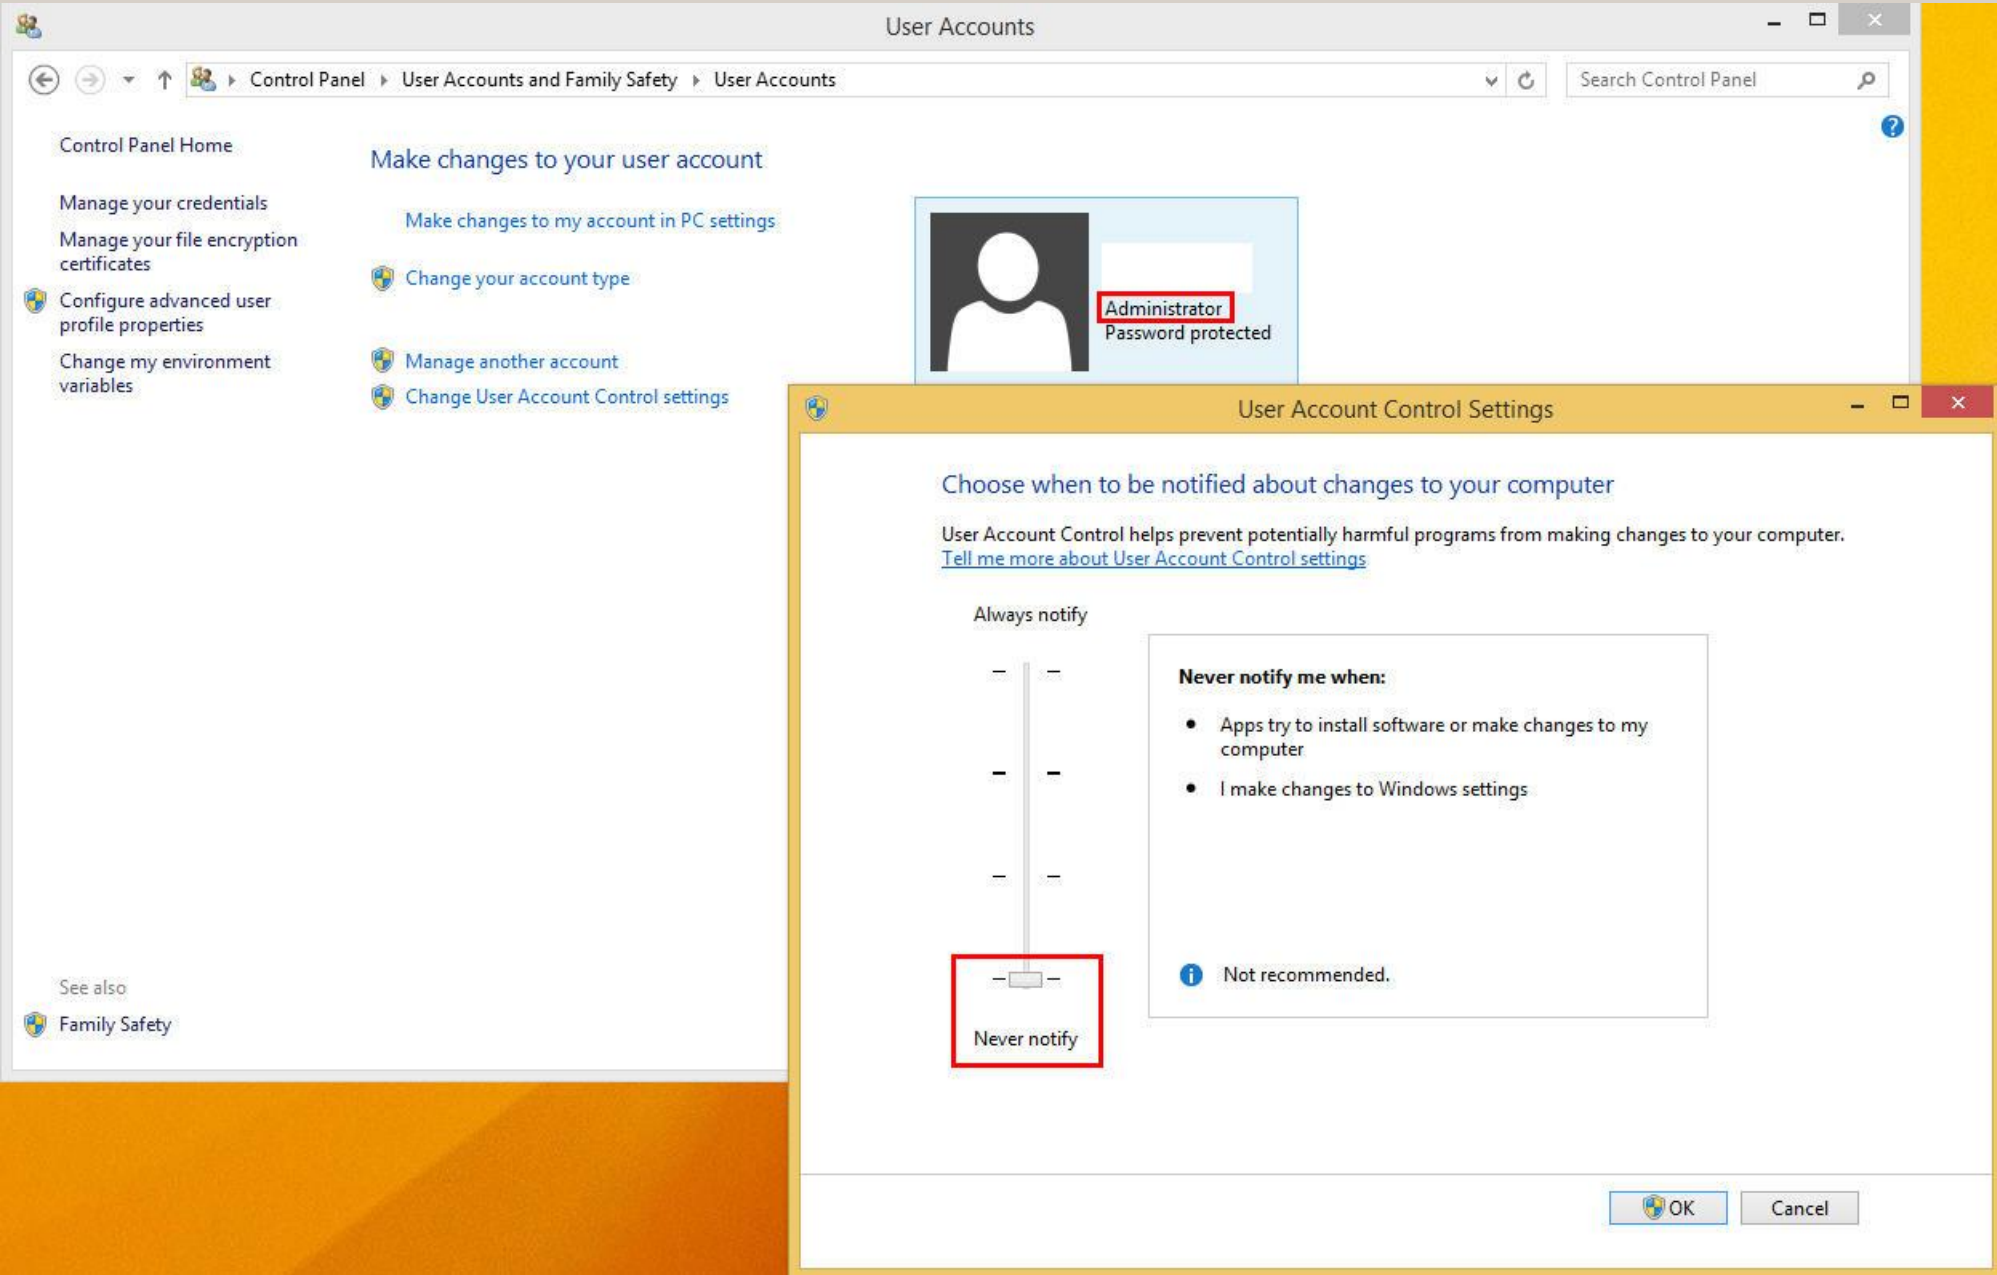 User Accounts
Control Panel
User Accounts and Family Safety
User Accounts
Search Control Panel
Control Panel Home
Manage your credentials
Manage your file encryption
certificates
Configure advanced user
profile properties
Change my environment
variables
See also
Family Safety
Make changes to your user account
Make changes to my account in PC settings
Change your account type
Manage another account
Change User Account Control settings
Administrator
Password protected
User Account Control Settings
Choose when to be notified about changes to your computer
User Account Control helps prevent potentially harmful programs from making changes to your computer.
Tell me more about User Account Control settings
Always notify
Never notify me when:
Apps try to install software or make changes to my
computer
I make changes to Windows settings
Not recommended.
Never notify
OK
Cancel